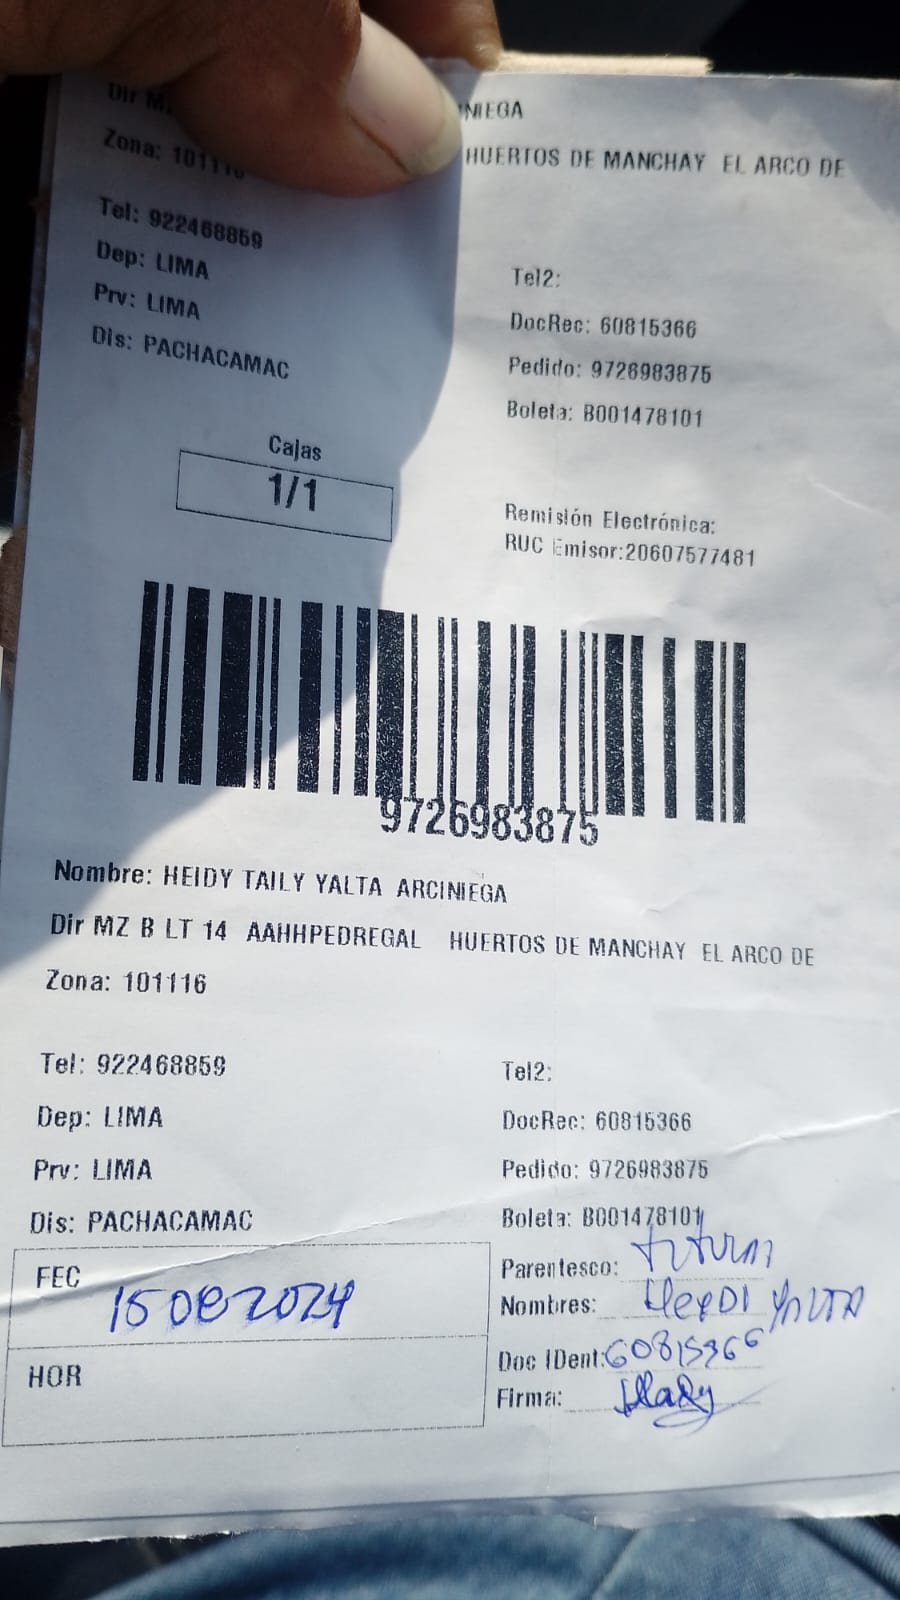 Dir M
NIEGA
HUERTOS DE MANCHAY EL ARCO DE
Zona: 101116
Tel: 922468859
Dep: LIMA
Prv: LIMA
Dis: PACHACAMAC
Tel2:
DocRec: 60815366
Pedido: 9726983875
Boleta: B001478101
Cajas
1/1
Remisión Electrónica:
RUC Emisor:20607577481
9726983875
Nombre: HEIDY TAILY YALTA ARCINIEGA
Dir MZ B LT 14 AAHHPEDREGAL HUERTOS DE MANCHAY EL ARCO DE
Zona: 101116
Tel: 922468859
Dep: LIMA
Prv: LIMA
Dis: PACHACAMAC
Tel2:
DocRec: 60815366
Pedido: 9726983875
Boleta: B001478101
FEC 15 08 2024
HOR
Parentesco: titular
Nombres: Heydi Yalta
Doc IDent: 60815366
Firma: